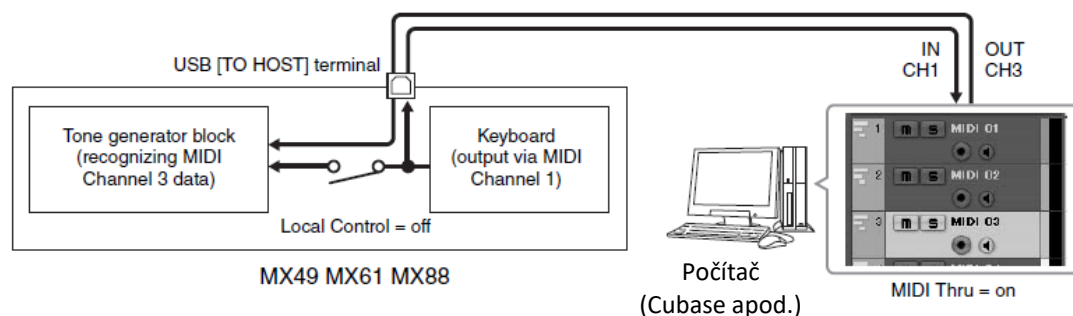 USB [TO HOST] terminal
IN
CH1
OUT
CH3
Tone generator block
(recognizing MIDI
Channel 3 data)
Keyboard
(output via MIDI
Channel 1)
Local Control = off
MX49 MX61 MX88
Počítač
(Cubase apod.)
1 m s MIDI 01
2 m s MIDI 02
3 m s MIDI 03
MIDI Thru = on